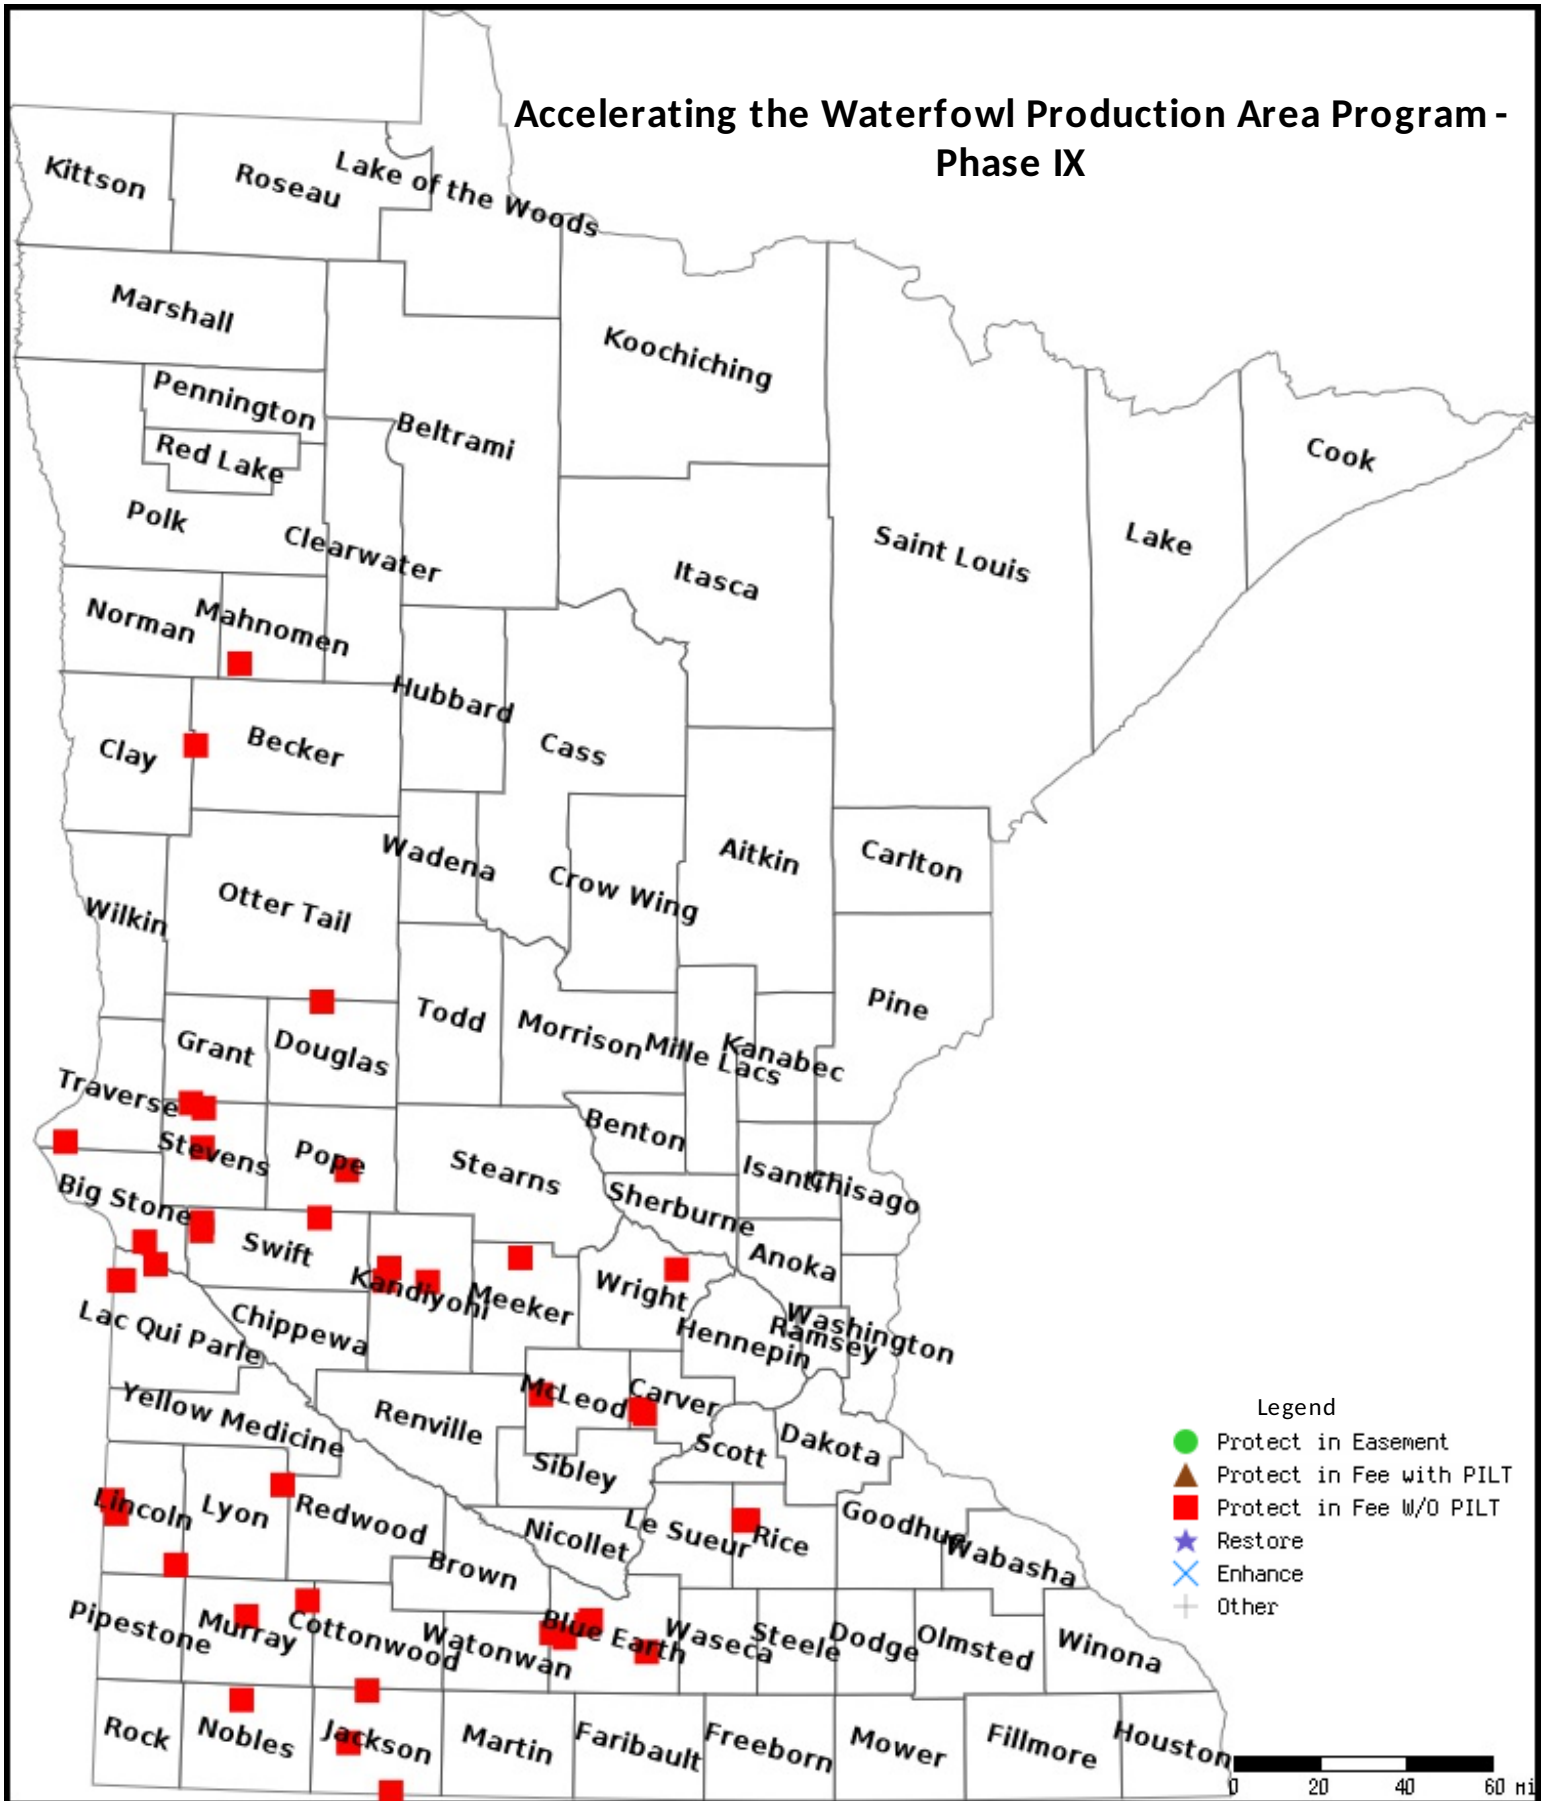 Accelerating the Waterfowl Production Area Program -
Phase IX
Kittson
Roseau
Lake of the Woods
Marshall
Koochiching
Pennington
Beltrami
Red Lake
Cook
Polk
Clearwater
Saint Louis
Lake
Itasca
Norman
Mahnomen
Hubbard
Clay
Becker
Cass
Wadena
Aitkin
Carlton
Crow Wing
Otter Tail
Wilkin
Pine
Todd
Morrison
Mille Lacs
Kanabec
Grant
Douglas
Traverse
Benton
Stevens
Pope
Stearns
Isanti
Chisago
Big Stone
Sherburne
Swift
Anoka
Kandiyohi
Meeker
Wright
Washington
Ramsey
Hennepin
Lac Qui Parle
Chippewa
McLeod
Carver
Yellow Medicine
Renville
Scott
Dakota
Sibley
Lincoln
Lyon
Redwood
Nicollet
Le Sueur
Rice
Goodhue
Wabasha
Brown
Pipestone
Murray
Cottonwood
Watonwan
Blue Earth
Waseca
Steele
Dodge
Olmsted
Winona
Rock
Nobles
Jackson
Martin
Faribault
Freeborn
Mower
Fillmore
Houston
Legend
Protect in Easement
Protect in Fee with PILT
Protect in Fee W/O PILT
Restore
Enhance
Other
0 20 40 60 mi